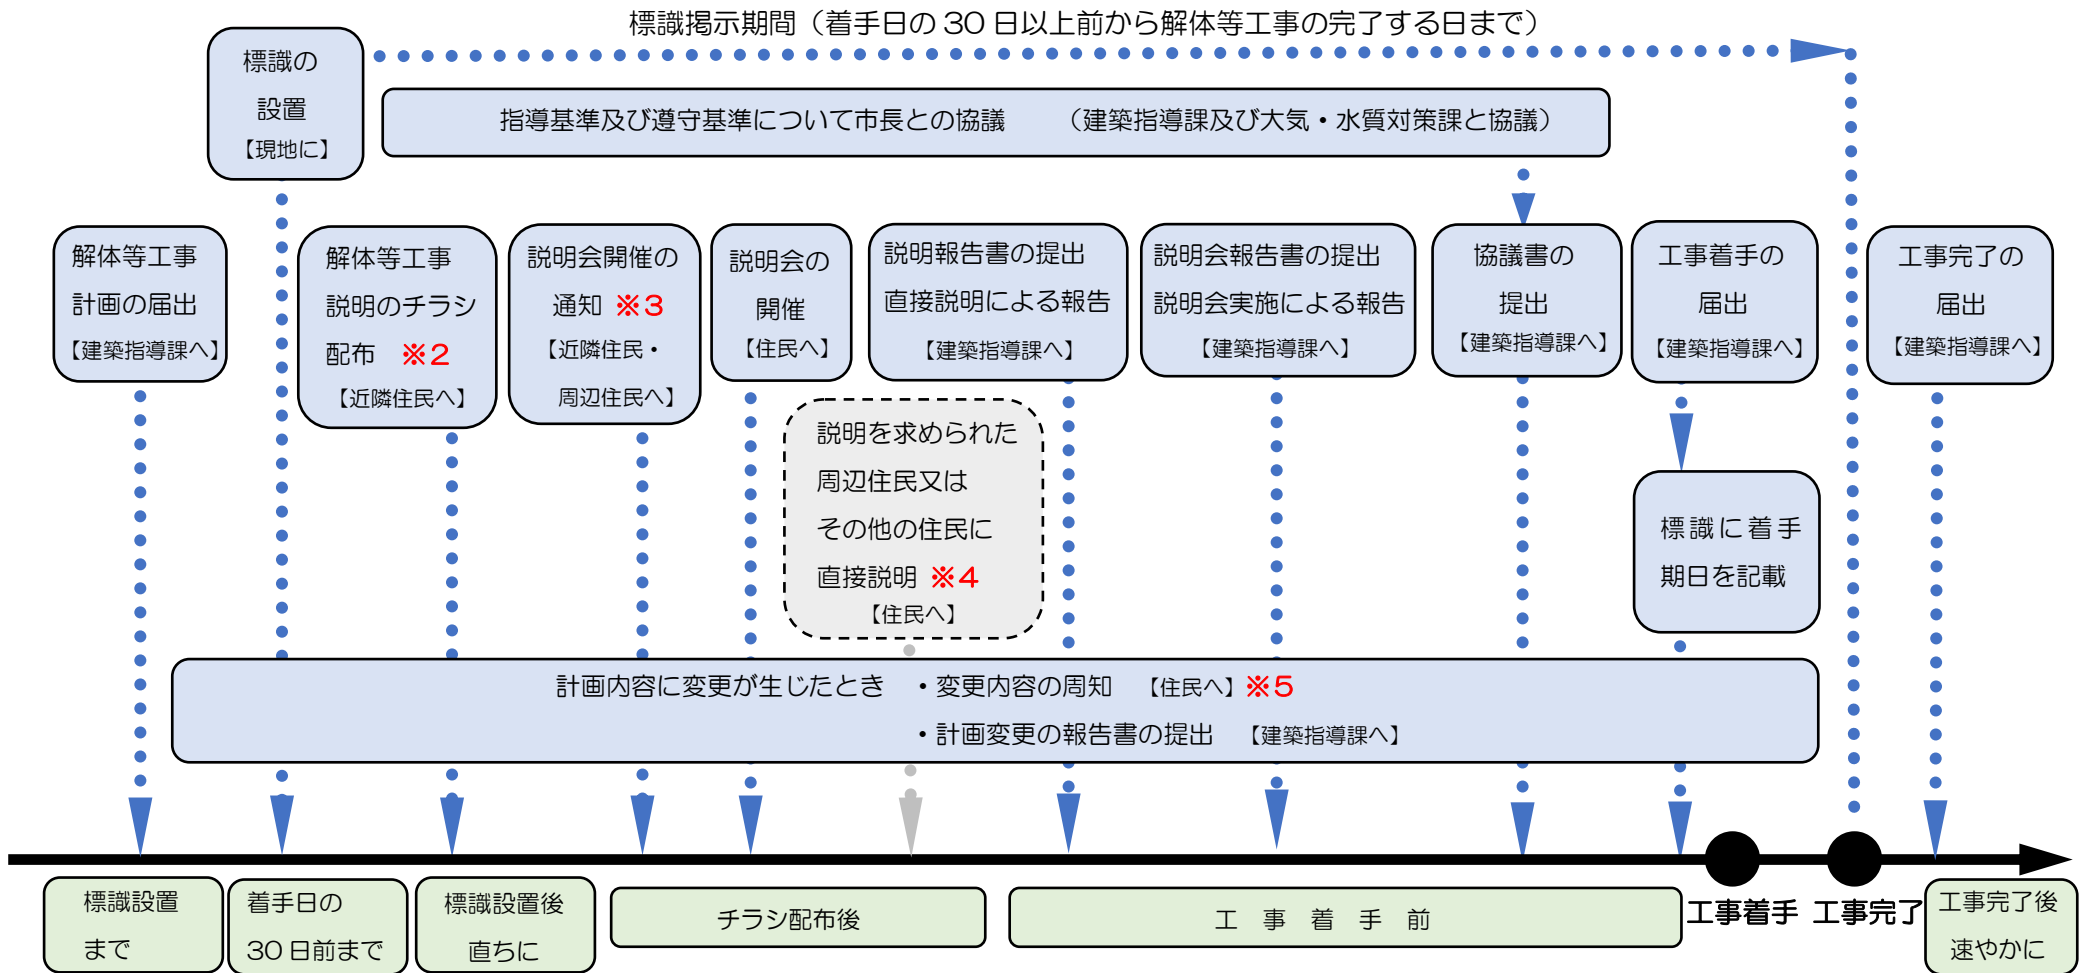 標識掲示期間（着手日の30日以上前から解体等工事の完了する日まで）
標識の
設置
【現地に】
指導基準及び遵守基準について市長との協議　　（建築指導課及び大気・水質対策課と協議）
解体等工事
計画の届出
【建築指導課へ】
解体等工事
説明のチラシ
配布　※2
【近隣住民へ】
説明会開催の
通知 ※3
【近隣住民・
周辺住民へ】
説明会の
開催
【住民へ】
説明報告書の提出
直接説明による報告
【建築指導課へ】
説明会報告書の提出
説明会実施による報告
【建築指導課へ】
協議書の
提出
【建築指導課へ】
工事着手の
届出
【建築指導課へ】
工事完了の
届出
【建築指導課へ】
説明を求められた
周辺住民又は
その他の住民に
直接説明 ※4
【住民へ】
標識に着手
期日を記載
計画内容に変更が生じたとき　・変更内容の周知　【住民へ】※5
・計画変更の報告書の提出　【建築指導課へ】
工事着手
工事完了
標識設置
まで
着手日の
30日前まで
標識設置後
直ちに
チラシ配布後
工　事　着　手　前
工事完了後
速やかに